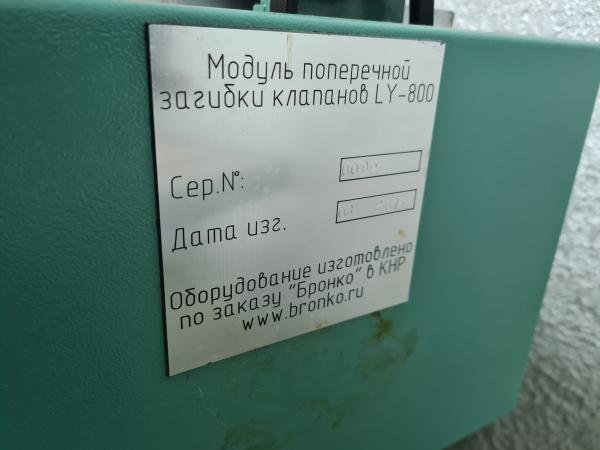 Модуль поперечной
загибки клапанов LY-800
Сер.№:
Дата изг.
Оборудование изготовлено
по заказу "Бронко" в КНР
www.bronko.ru